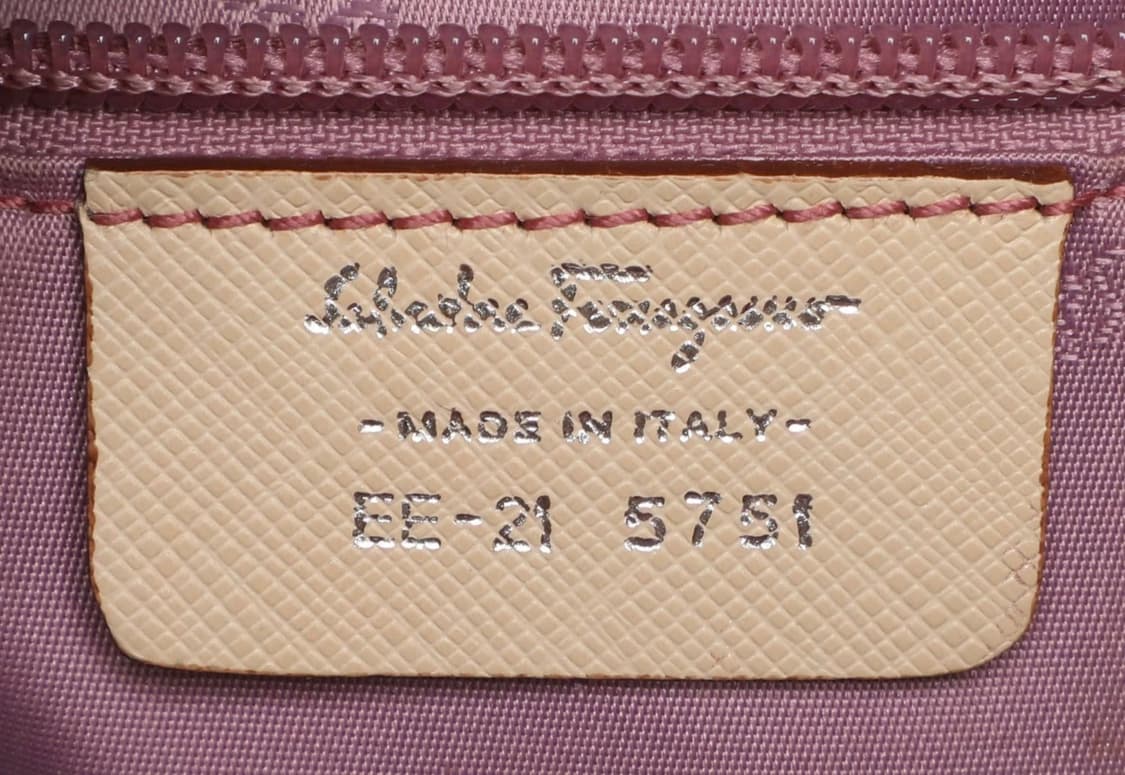 Salvatore Ferragamo
-MADE IN ITALY-
EE-21 5751